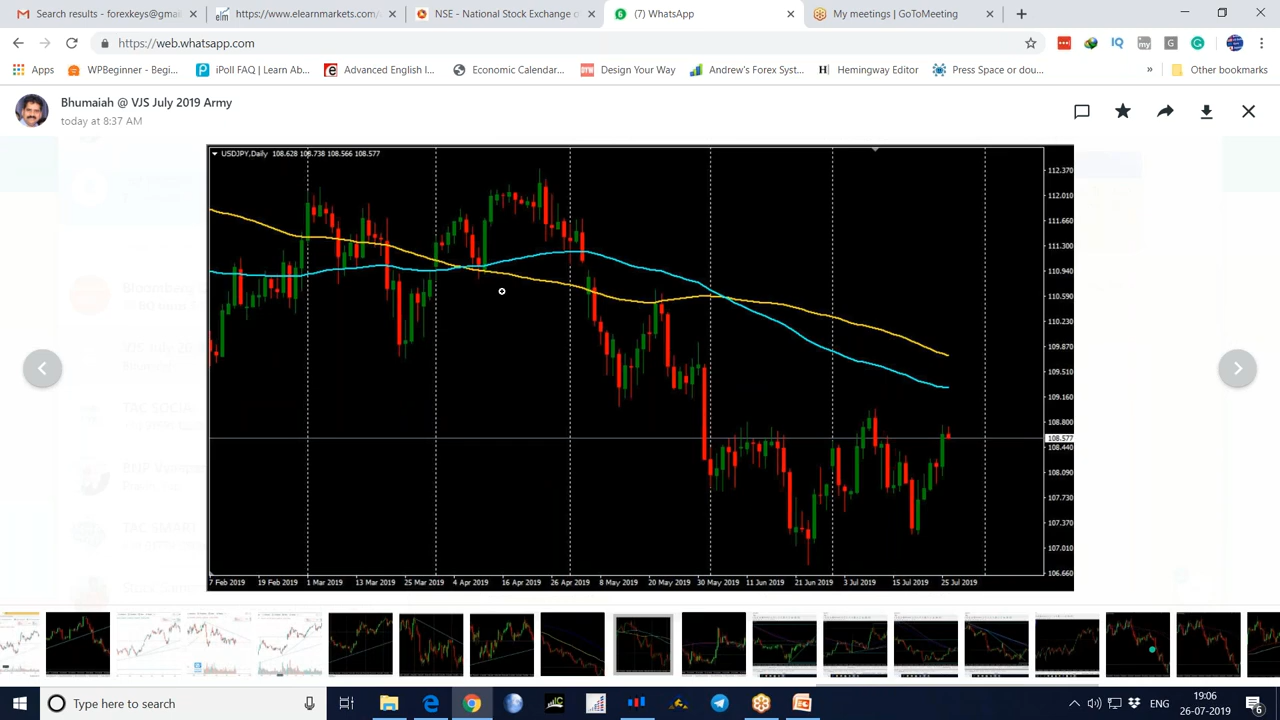 Search results - forexkeys@gmai
https://www.elearnmarkets.com/
NSE - National Stock Exchange o
(7) WhatsApp
My meetings | GoToMeeting
https://web.whatsapp.com
Apps
WPBeginner - Begi...
iPoll FAQ | Learn Ab...
Advanced English I...
Economic Calendar...
Design Your Way
Andrew's Forex Syst...
Hemingway Editor
Press Space or dou...
»
Other bookmarks
Bhumaiah @ VJS July 2019 Army
today at 8:37 AM
USDJPY,Daily 108.628 108.738 108.566 108.577
112.370
112.010
111.660
111.300
110.940
110.590
110.230
109.870
109.510
109.160
108.800
108.577
108.440
108.090
107.730
107.370
107.010
106.660
7 Feb 2019 19 Feb 2019 1 Mar 2019 13 Mar 2019 25 Mar 2019 4 Apr 2019 16 Apr 2019 26 Apr 2019 8 May 2019 20 May 2019 30 May 2019 11 Jun 2019 21 Jun 2019 3 Jul 2019 15 Jul 2019 25 Jul 2019
Type here to search
ENG
19:06
26-07-2019
6